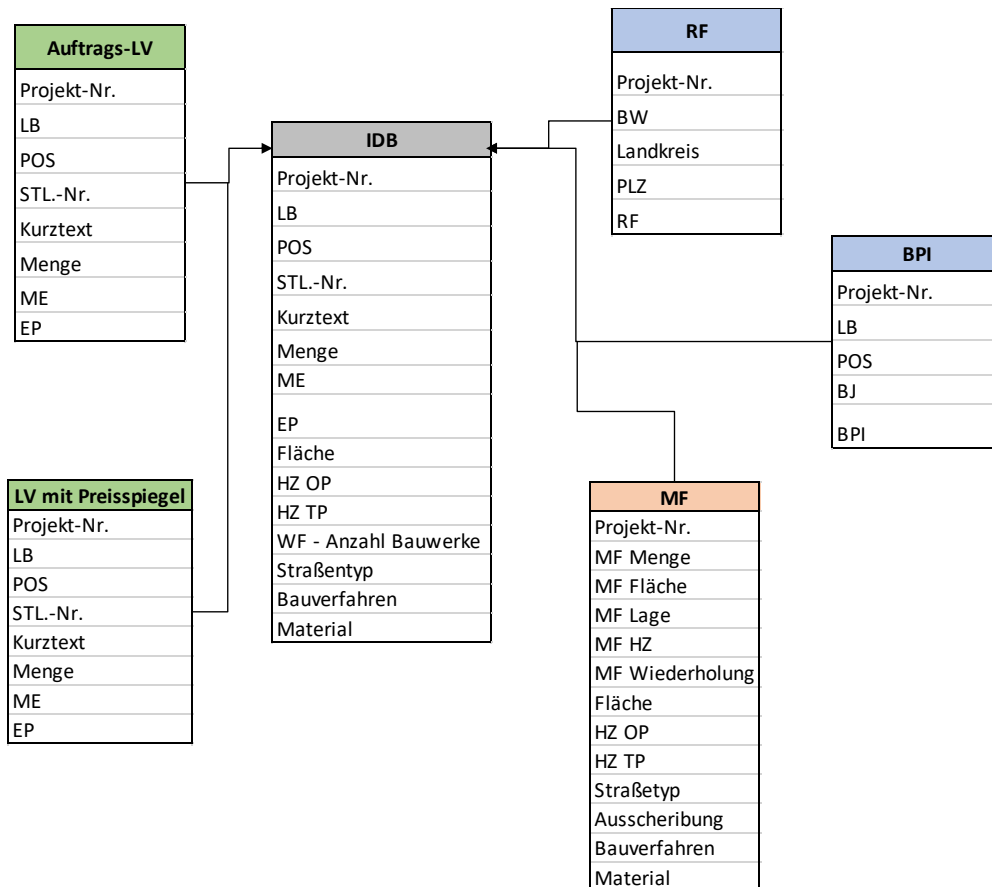 Auftrags-LV
Projekt-Nr.
LB
POS
STL.-Nr.
Kurztext
Menge
ME
EP
LV mit Preisspiegel
Projekt-Nr.
LB
POS
STL.-Nr.
Kurztext
Menge
ME
EP
IDB
Projekt-Nr.
LB
POS
STL.-Nr.
Kurztext
Menge
ME
EP
Fläche
HZ OP
HZ TP
WF - Anzahl Bauwerke
Straßentyp
Bauverfahren
Material
RF
Projekt-Nr.
BW
Landkreis
PLZ
RF
BPI
Projekt-Nr.
LB
POS
BJ
BPI
MF
Projekt-Nr.
MF Menge
MF Fläche
MF Lage
MF HZ
MF Wiederholung
Fläche
HZ OP
HZ TP
Straßetyp
Ausscheribung
Bauverfahren
Material